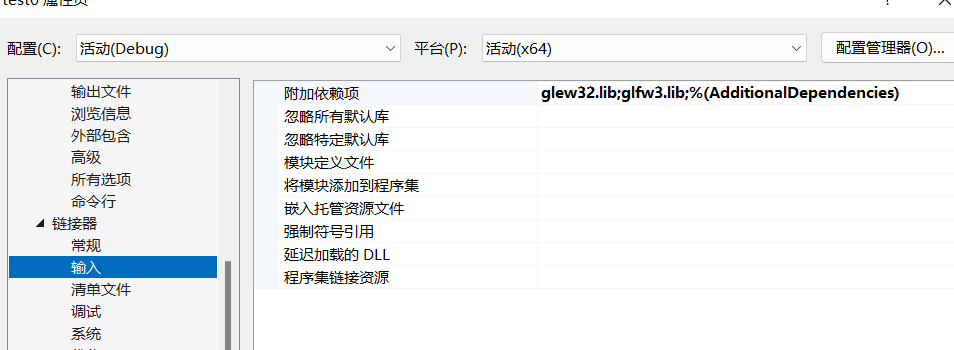 test0 属性页
配置(C): 活动(Debug) 平台(P): 活动(x64) 配置管理器(O)...
输出文件
浏览信息
外部包含
高级
所有选项
命令行
链接器
常规
输入
清单文件
调试
系统
附加依赖项 glew32.lib;glfw3.lib;%(AdditionalDependencies)
忽略所有默认库
忽略特定默认库
模块定义文件
将模块添加到程序集
嵌入托管资源文件
强制符号引用
延迟加载的 DLL
程序集链接资源